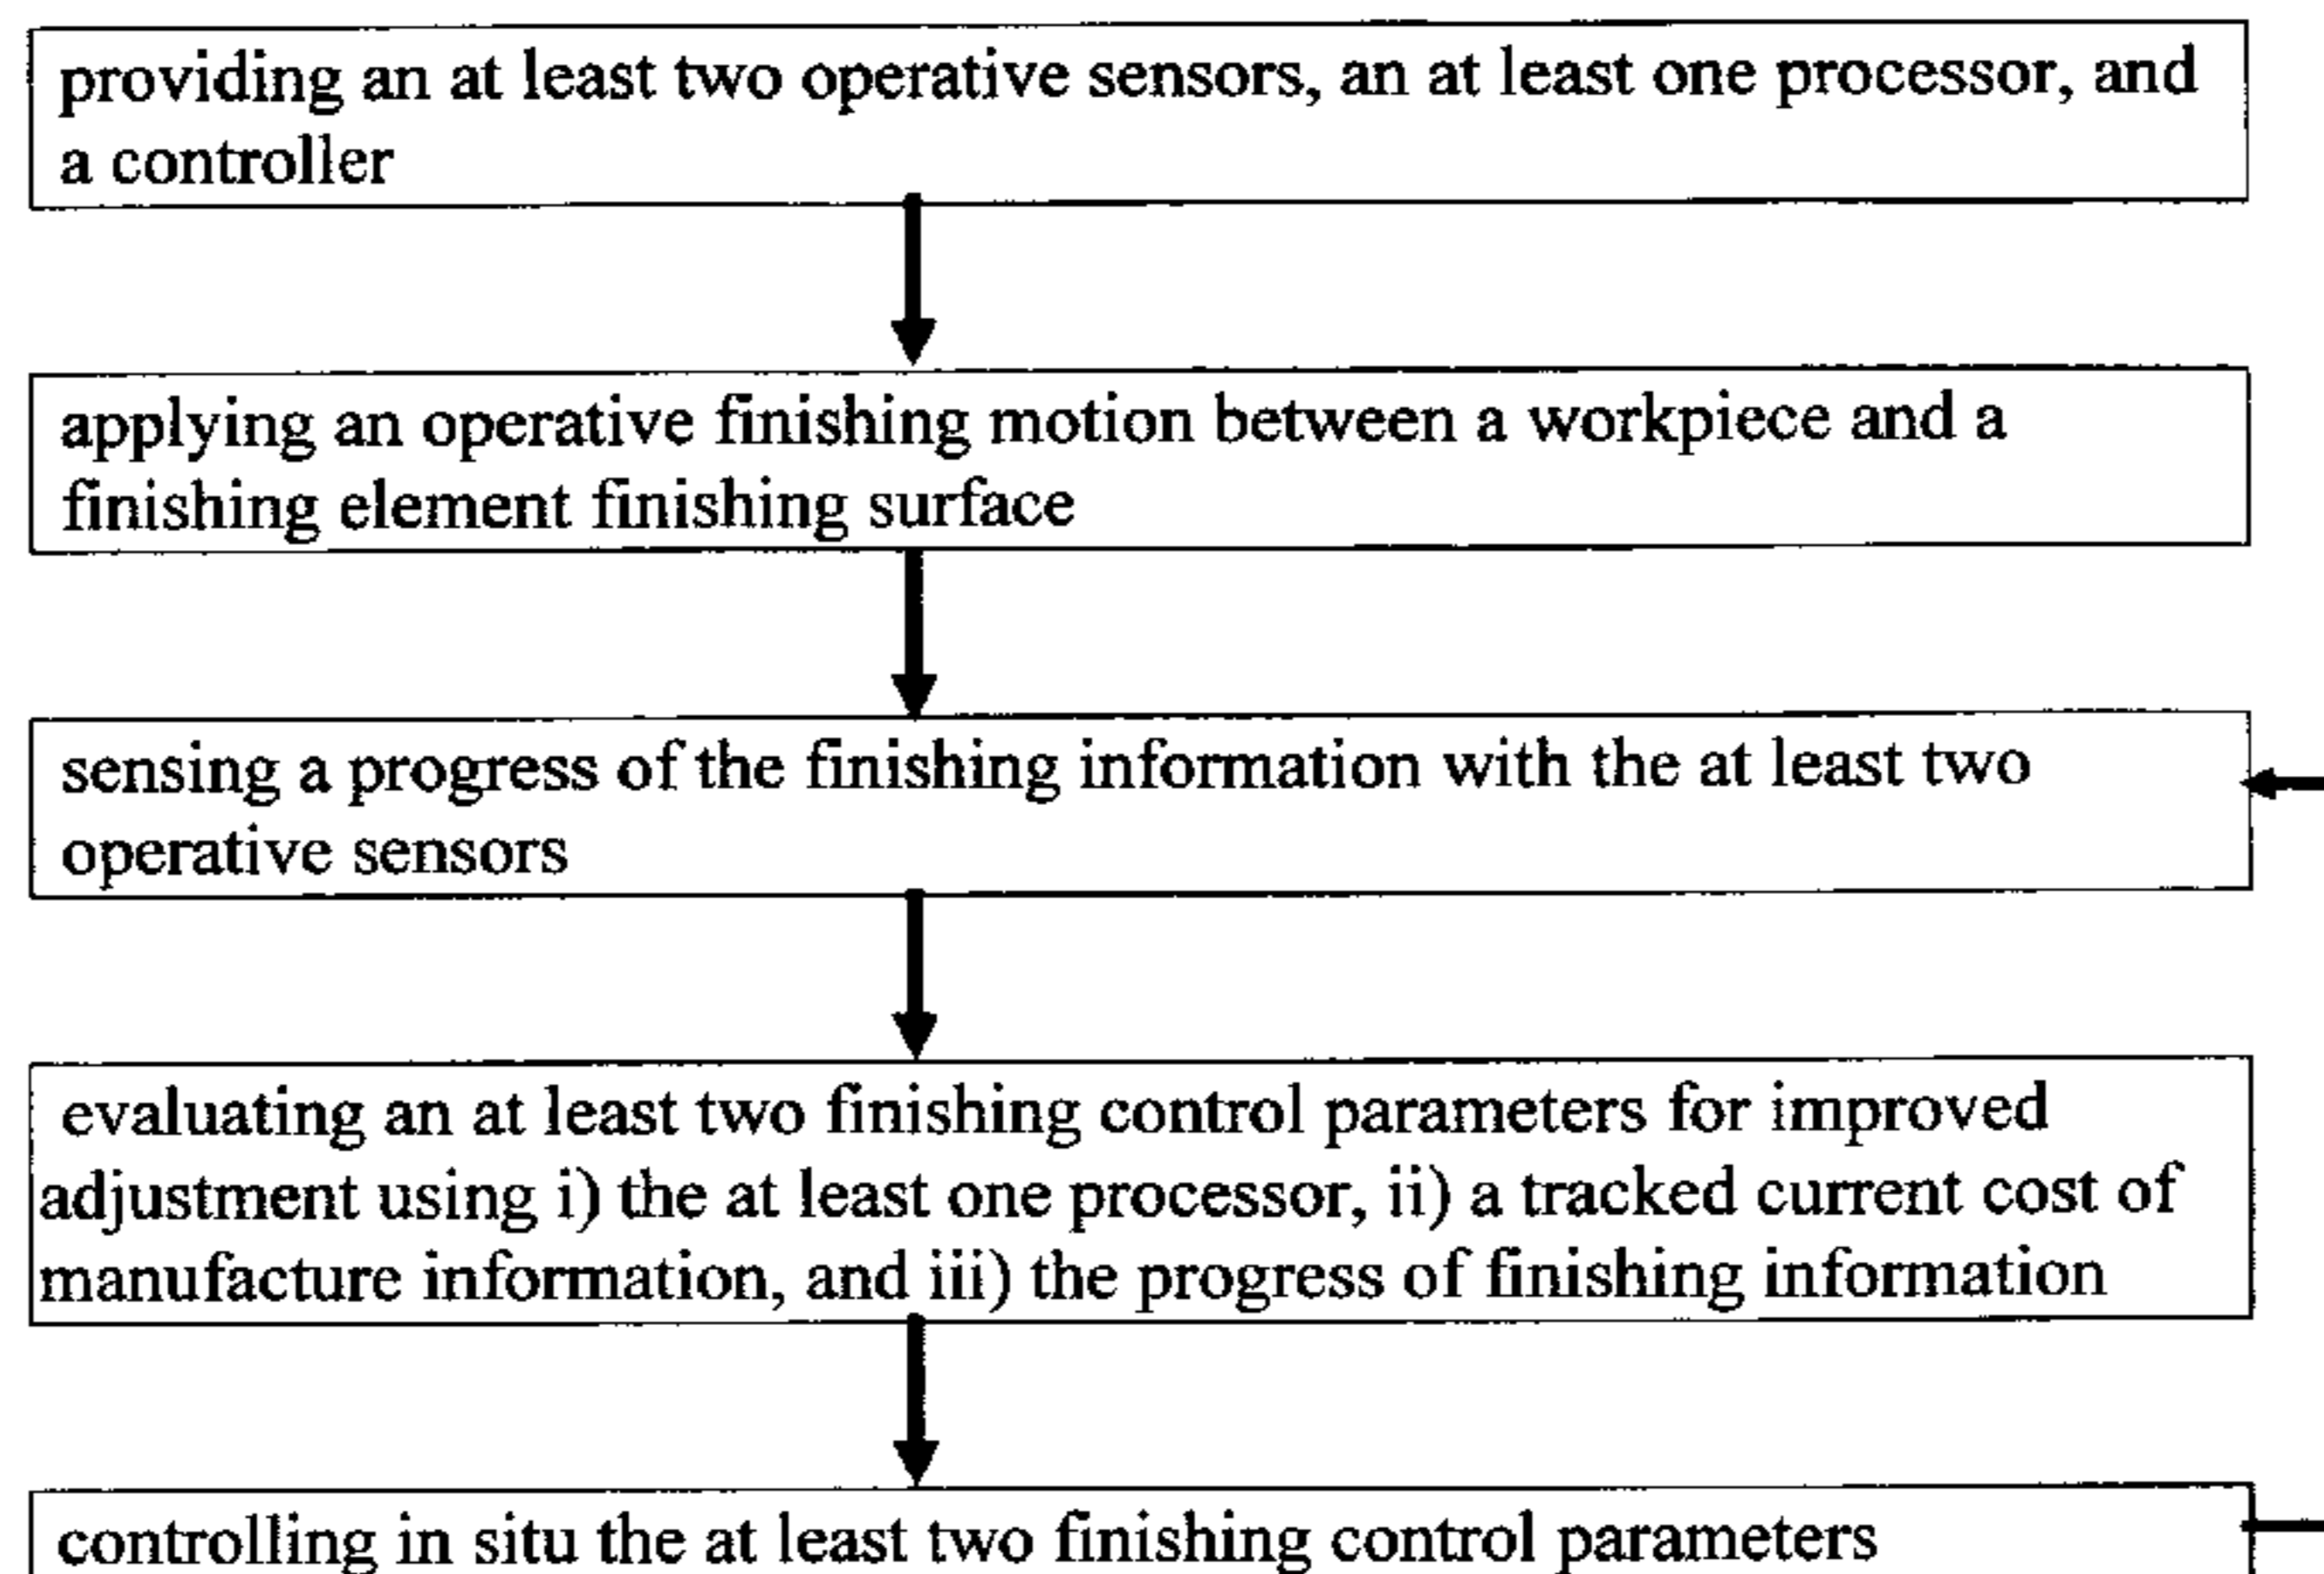 providing an at least two operative sensors, an at least one processor, and
a controller
applying an operative finishing motion between a workpiece and a
finishing element finishing surface
sensing a progress of the finishing information with the at least two
operative sensors
evaluating an at least two finishing control parameters for improved
adjustment using i) the at least one processor, ii) a tracked current cost of
manufacture information, and iii) the progress of finishing information
controlling in situ the at least two finishing control parameters